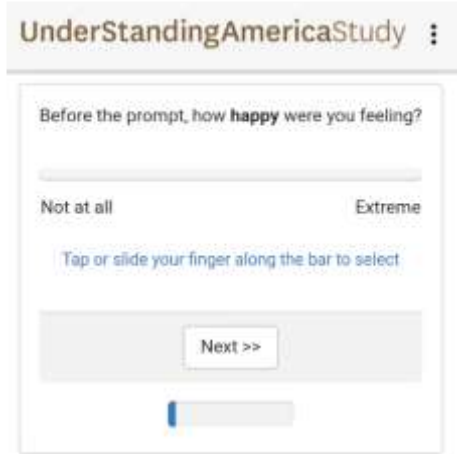 UnderStandingAmericaStudy
Before the prompt, how happy were you feeling?
Not at all
Extreme
Tap or slide your finger along the bar to select
Next >>